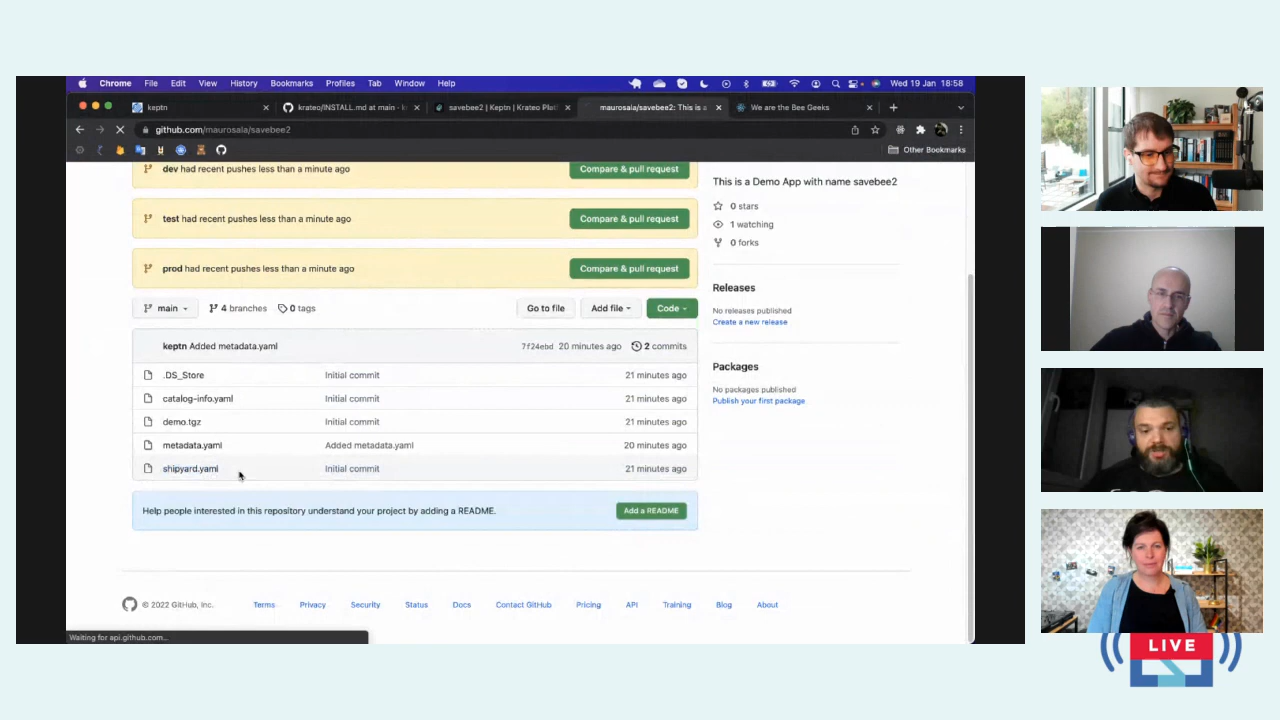 Chrome File Edit View History Bookmarks Profiles Tab Window Help Wed 19 Jan 18:58
keptn krateo/INSTALL.md at main · savebee2 | Keptn | Krateo Plat maurosala/savebee2: This is a We are the Bee Geeks
github.com/maurosala/savebee2
Other Bookmarks
dev had recent pushes less than a minute ago Compare & pull request
This is a Demo App with name savebee2
0 stars
test had recent pushes less than a minute ago Compare & pull request
1 watching
0 forks
prod had recent pushes less than a minute ago Compare & pull request
Releases
main 4 branches 0 tags Go to file Add file Code
No releases published
Create a new release
keptn Added metadata.yaml 7f24ebd 20 minutes ago 2 commits
Packages
.DS_Store Initial commit 21 minutes ago
No packages published
catalog-info.yaml Initial commit 21 minutes ago
Publish your first package
demo.tgz Initial commit 21 minutes ago
metadata.yaml Added metadata.yaml 20 minutes ago
shipyard.yaml Initial commit 21 minutes ago
Help people interested in this repository understand your project by adding a README. Add a README
© 2022 GitHub, Inc. Terms Privacy Security Status Docs Contact GitHub Pricing API Training Blog About
Waiting for api.github.com...
LIVE